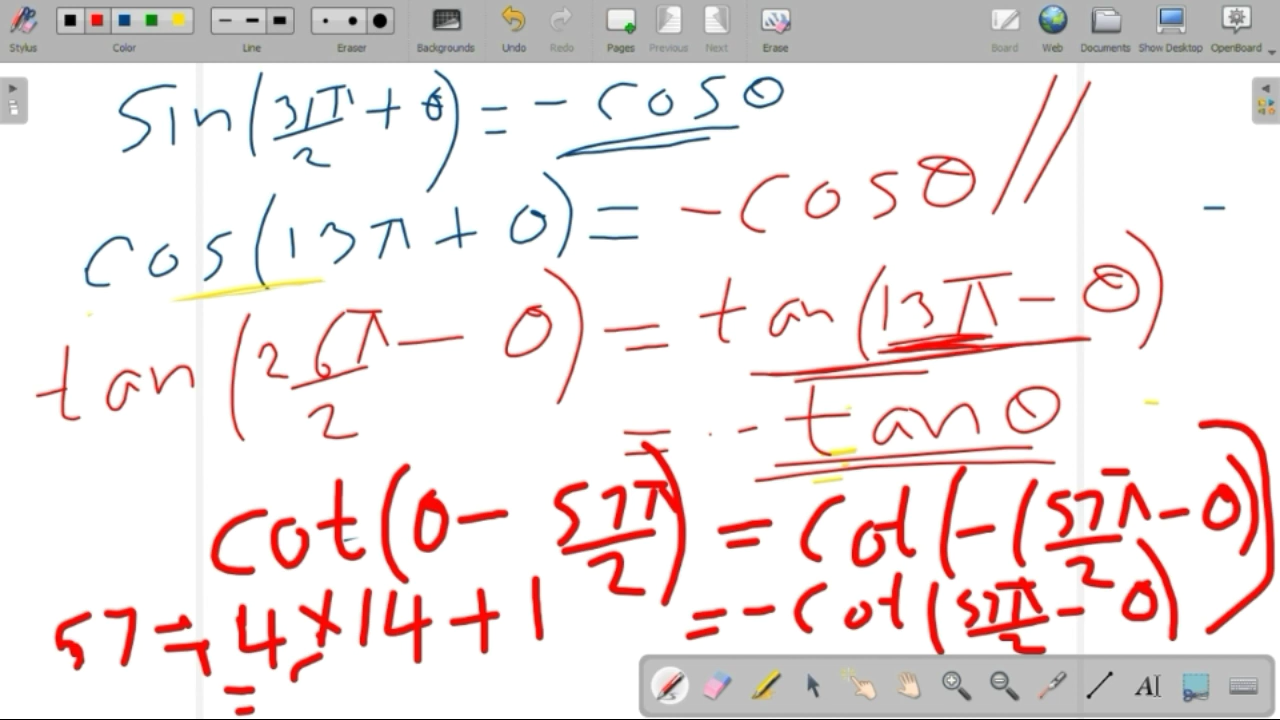 Stylus Color Line Eraser Backgrounds Undo Redo Pages Previous Next Erase Board Web Documents Show Desktop OpenBoard
sin(3π/2 + θ) = - cosθ
cos(13π + θ) = - cosθ //
tan(26π/2 - θ) = tan(13π - θ)
= - tanθ
cot(θ - 57π/2) = cot(-(57π/2 - θ))
57 ÷ 4 × 14 + 1 = - cot(57π/2 - θ)
=
AI